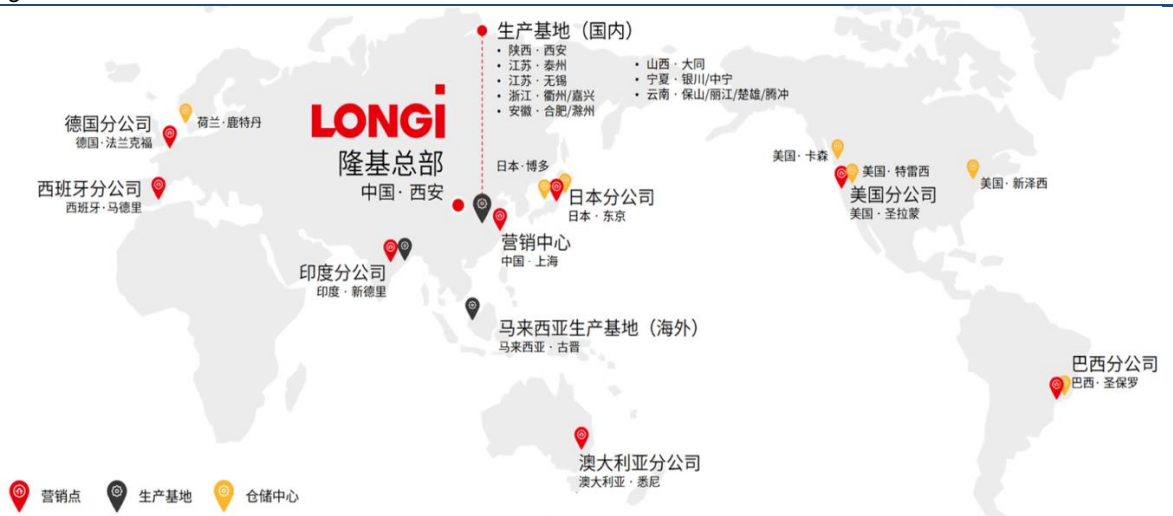 生产基地（国内）
• 陕西 · 西安
• 江苏 · 泰州
• 江苏 · 无锡
• 浙江 · 衢州/嘉兴
• 安徽 · 合肥/滁州
• 山西 · 大同
• 宁夏 · 银川/中宁
• 云南 · 保山/丽江/楚雄/腾冲
LONGi
隆基总部
中国 · 西安
德国分公司
德国·法兰克福
荷兰·鹿特丹
西班牙分公司
西班牙·马德里
日本·博多
日本分公司
日本 · 东京
营销中心
中国 · 上海
印度分公司
印度 · 新德里
马来西亚生产基地（海外）
马来西亚 · 古晋
澳大利亚分公司
澳大利亚 · 悉尼
美国 · 卡森
美国 · 特雷西
美国分公司
美国 · 圣拉蒙
美国 · 新泽西
巴西分公司
巴西· 圣保罗
营销点
生产基地
仓储中心